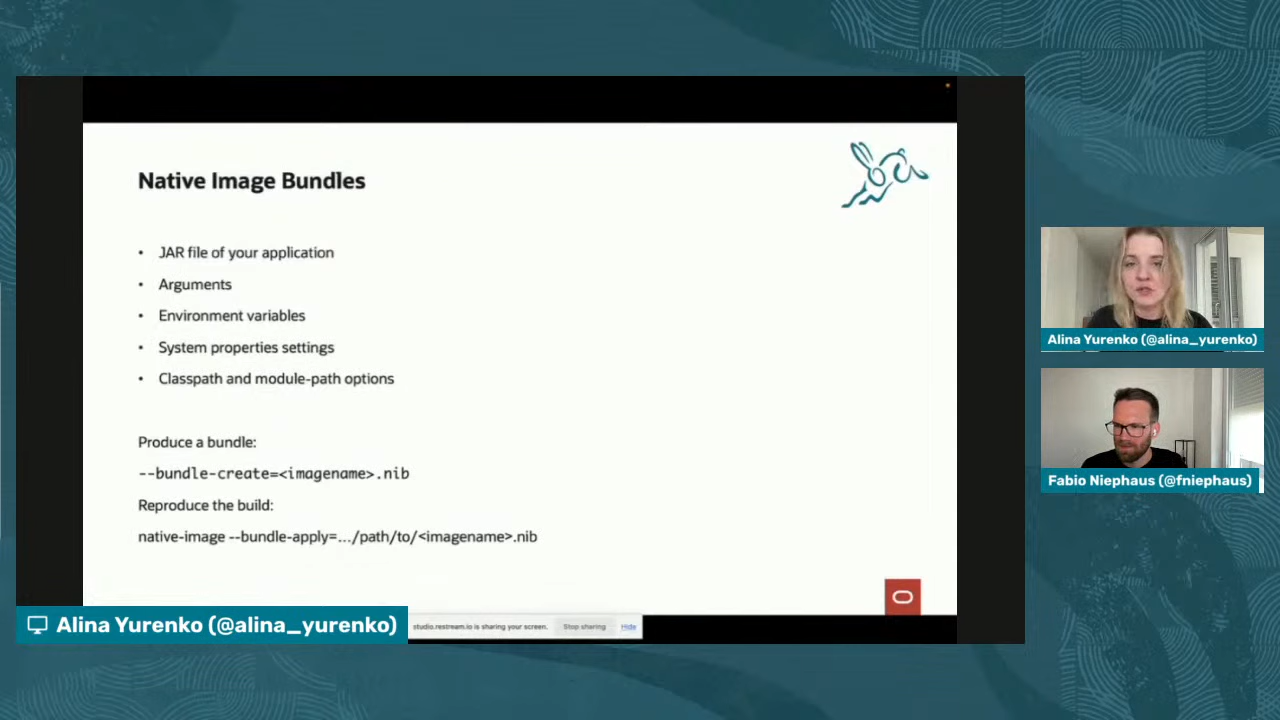 Native Image Bundles
• JAR file of your application
• Arguments
• Environment variables
• System properties settings
• Classpath and module-path options
Produce a bundle:
--bundle-create=<imagename>.nib
Reproduce the build:
native-image --bundle-apply=.../path/to/<imagename>.nib
Alina Yurenko (@alina_yurenko)
studio.restream.io is sharing your screen.
Stop sharing
Hide
Alina Yurenko (@alina_yurenko)
Fabio Niephaus (@fniephaus)